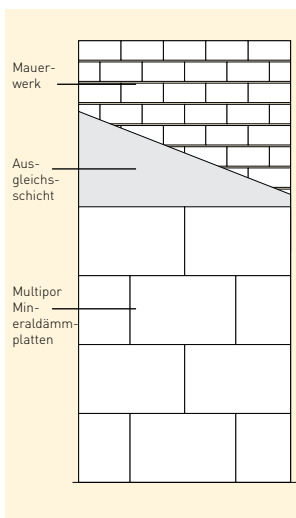 Mauer-
werk
Aus-
gleichs-
schicht
Multipor
Min-
eraldämm-
platten